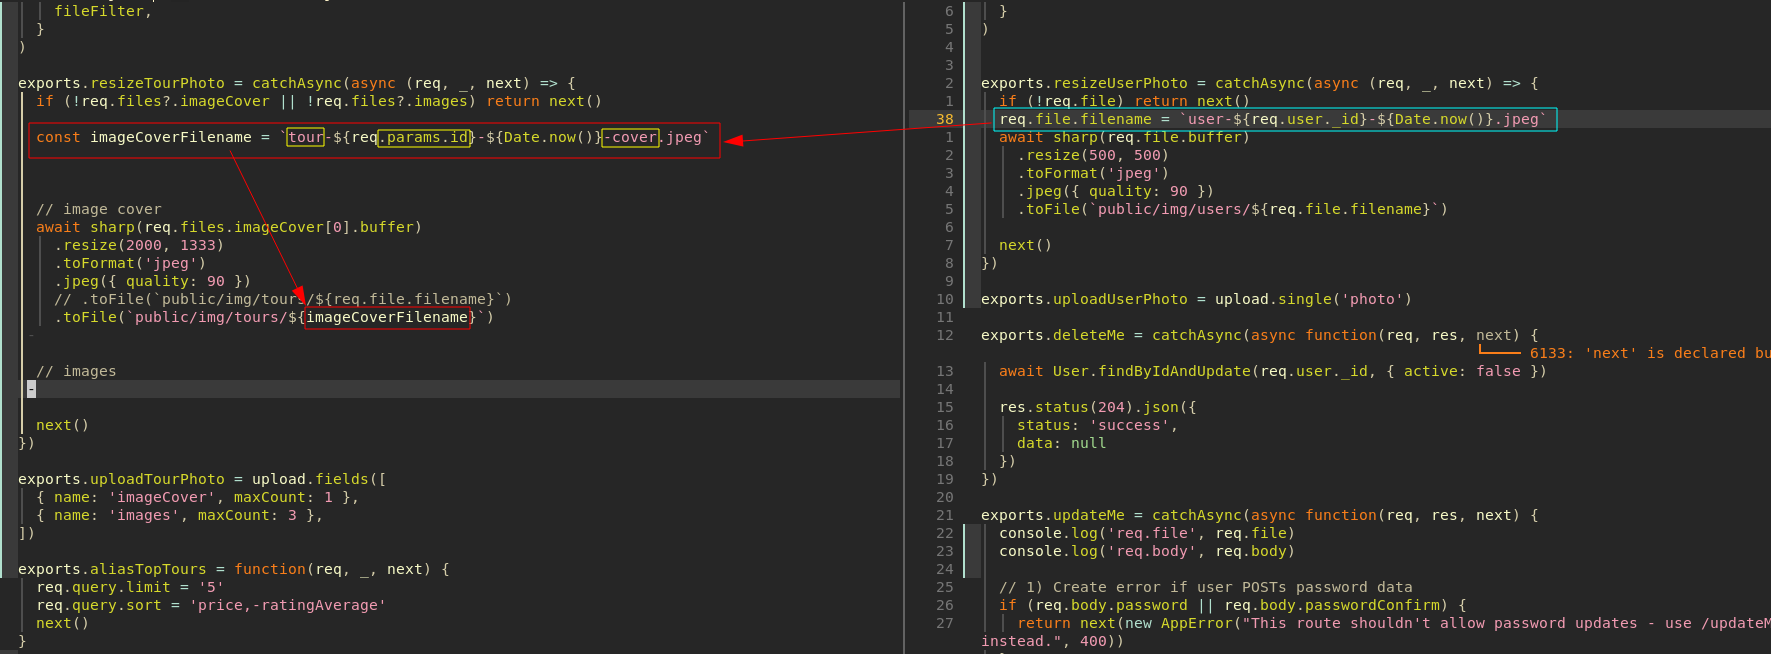 fileFilter,
}
)
exports.resizeTourPhoto = catchAsync(async (req, _, next) => {
if (!req.files?.imageCover || !req.files?.images) return next()
const imageCoverFilename = `tour-${req.params.id}-${Date.now()}-cover.jpeg`
// image cover
await sharp(req.files.imageCover[0].buffer)
.resize(2000, 1333)
.toFormat('jpeg')
.jpeg({ quality: 90 })
// .toFile(`public/img/tours/${req.file.filename}`)
.toFile(`public/img/tours/${imageCoverFilename}`)
-
// images
-
next()
})
exports.uploadTourPhoto = upload.fields([
{ name: 'imageCover', maxCount: 1 },
{ name: 'images', maxCount: 3 },
])
exports.aliasTopTours = function(req, _, next) {
req.query.limit = '5'
req.query.sort = 'price,-ratingAverage'
next()
}
6 }
5 )
4
3
2 exports.resizeUserPhoto = catchAsync(async (req, _, next) => {
1 if (!req.file) return next()
38 req.file.filename = `user-${req.user._id}-${Date.now()}.jpeg`
1 await sharp(req.file.buffer)
2 .resize(500, 500)
3 .toFormat('jpeg')
4 .jpeg({ quality: 90 })
5 .toFile(`public/img/users/${req.file.filename}`)
6
7 next()
8 })
9
10 exports.uploadUserPhoto = upload.single('photo')
11
12 exports.deleteMe = catchAsync(async function(req, res, next) {
6133: 'next' is declared bu
13 await User.findByIdAndUpdate(req.user._id, { active: false })
14
15 res.status(204).json({
16 status: 'success',
17 data: null
18 })
19 })
20
21 exports.updateMe = catchAsync(async function(req, res, next) {
22 console.log('req.file', req.file)
23 console.log('req.body', req.body)
24
25 // 1) Create error if user POSTs password data
26 if (req.body.password || req.body.passwordConfirm) {
27 return next(new AppError("This route shouldn't allow password updates - use /updateM
instead.", 400))